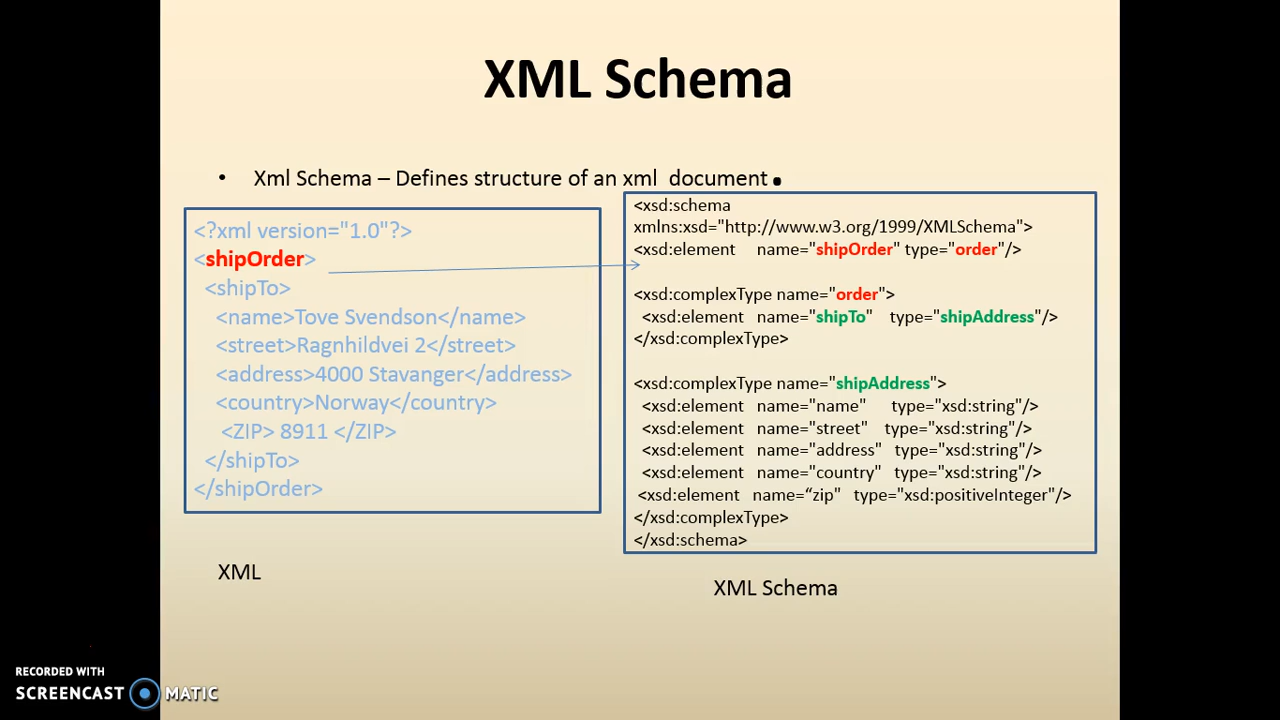 XML Schema
• Xml Schema – Defines structure of an xml document.
<?xml version="1.0"?>
<shipOrder>
<shipTo>
<name>Tove Svendson</name>
<street>Ragnhildvei 2</street>
<address>4000 Stavanger</address>
<country>Norway</country>
<ZIP> 8911 </ZIP>
</shipTo>
</shipOrder>
XML
<xsd:schema
xmlns:xsd="http://www.w3.org/1999/XMLSchema">
<xsd:element name="shipOrder" type="order"/>
<xsd:complexType name="order">
<xsd:element name="shipTo" type="shipAddress"/>
</xsd:complexType>
<xsd:complexType name="shipAddress">
<xsd:element name="name" type="xsd:string"/>
<xsd:element name="street" type="xsd:string"/>
<xsd:element name="address" type="xsd:string"/>
<xsd:element name="country" type="xsd:string"/>
<xsd:element name=“zip" type="xsd:positiveInteger"/>
</xsd:complexType>
</xsd:schema>
XML Schema
RECORDED WITH
SCREENCAST MATIC